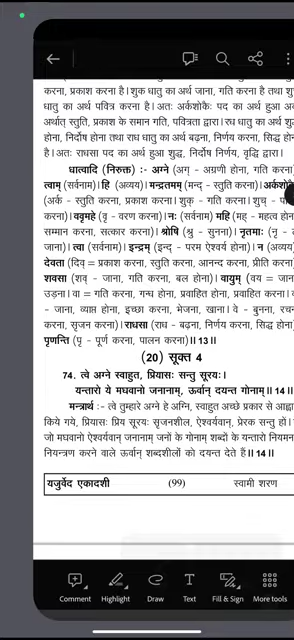 करना, प्रकाश करना है। शुक धातु का अर्थ जाना, गति करना है तथा शु
धातु का अर्थ पवित्र करना है। अतः अर्कशोकैः पद का अर्थ हुआ अ
अर्थात् स्तुति, प्रकाश के समान गति, पवित्रता द्वारा। रध धातु का अर्थ शु
होना, निर्दोष होना तथा राध धातु का अर्थ बढ़ना, निर्णय करना, सिद्ध होन
है। अतः राधसा पद का अर्थ हुआ शुद्ध, निर्दोष निर्णय, वृद्धि द्वारा।
धात्वादि (निरुक्त) :- अग्ने (अग् - अग्रणी होना, गति करना
त्वाम् (सर्वनाम)। हि (अव्यय)। मन्द्रतमम् (मन्द् - स्तुति करना)। अर्कशोकै
(अर्क - स्तुति करना, प्रकाश करना। शुक् - गति करना। शुच् - प
करना)। ववृमहे (वृ - वरण करना)। नः (सर्वनाम) महि (मह् - महत्व होन
सम्मान करना, सत्कार करना)। श्रोषि (श्रु - सुनना)। नृतमाः (नृ - ल
जाना)। त्वा (सर्वनाम)। इन्द्रम् (इन्द् - परम ऐश्वर्य होना)। न (अव्यय
देवता (दिव् = प्रकाश करना, स्तुति करना, आनन्द करना, प्रीति करना
शवसा (शव् - जाना, गति करना, बल होना)। वायुम् (वय = जान
उड़ना। वा = गति करना, गन्ध होना, प्रवाहित होना, प्रवाहित करना। व
- जाना, व्याप्त होना, इच्छा करना, भेजना, खाना। वे - बुनना, रचन
करना, सृजन करना)। राधसा (राध - बढ़ना, निर्णय करना, सिद्ध होना
पृणन्ति (पृ - पूर्ण करना, पालन करना)।।13।।
(20) सूक्त 4
74. त्वे अग्ने स्वाहुत, प्रियासः सन्तु सूरयः।
यन्तारो ये मघवानो जनानाम्, ऊर्वान् दयन्त गोनाम्।।14।।
मन्त्रार्थ :- त्वे तुम्हारे अग्ने हे अग्नि, स्वाहुत अच्छे प्रकार से आह्वा
किये गये, प्रियासः प्रिय सूरयः सृजनशील, ऐश्वर्यवान्, प्रेरक सन्तु हों।
जो मघवानो ऐश्वर्यवान् जनानाम् जनों के गोनाम् शब्दों के यन्तारो नियमन
नियन्त्रण करने वाले ऊर्वान् शब्दशीलों को दयन्त देते हैं।।14।।
यजुर्वेद एकादशी (99) स्वामी शरण
Comment Highlight Draw Text Fill & Sign More tools